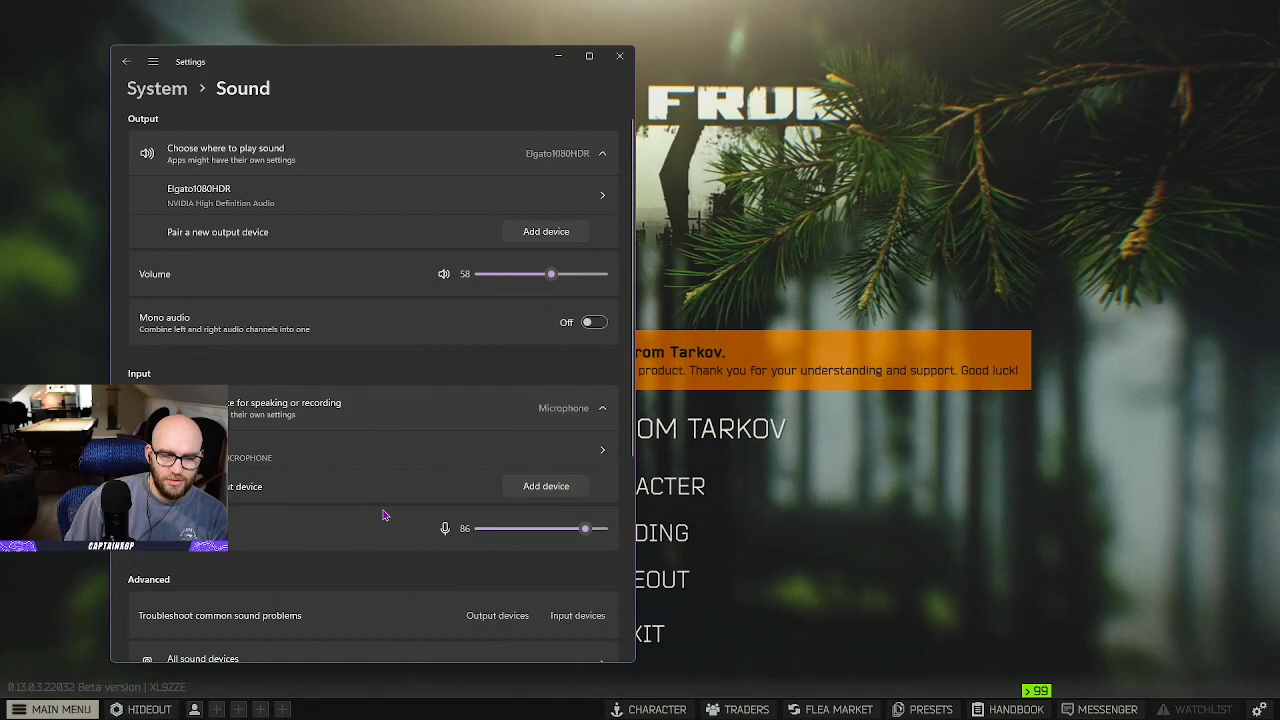 Settings
System > Sound
Output
Choose where to play sound
Apps might have their own settings
Elgato1080HDR
Elgato1080HDR
NVIDIA High Definition Audio
Pair a new output device
Add device
Volume
58
Mono audio
Combine left and right audio channels into one
Off
Input
for speaking or recording
their own settings
Microphone
device
Add device
86
Advanced
Troubleshoot common sound problems
Output devices
Input devices
All sound devices
CAPTAINXGP
rom Tarkov.
product. Thank you for your understanding and support. Good luck!
OM TARKOV
ACTER
DING
EOUT
XIT
0.13.0.3.22032 Beta version | XL9ZZE
> 99
MAIN MENU
HIDEOUT
CHARACTER
TRADERS
FLEA MARKET
PRESETS
HANDBOOK
MESSENGER
WATCHLIST